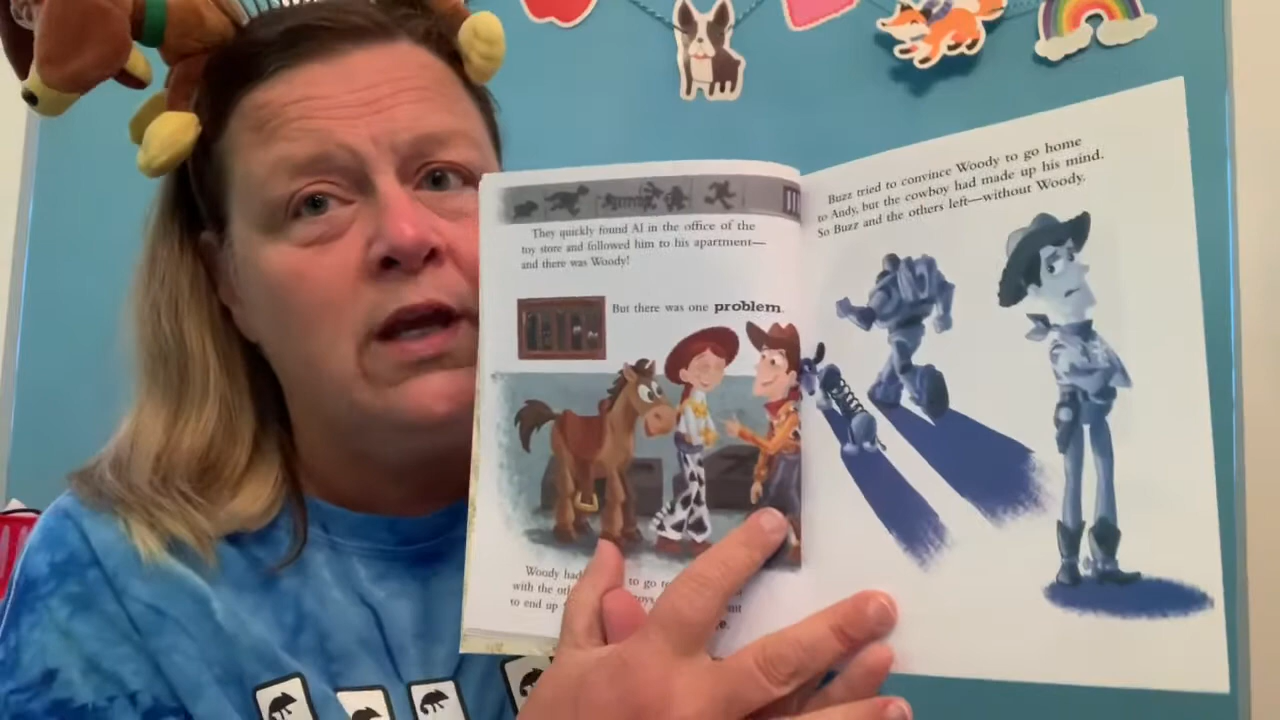 They quickly found Al in the office of the
toy store and followed him to his apartment—
and there was Woody!
But there was one problem.
Woody had to go
with the
to end up
Buzz tried to convince Woody to go home
to Andy, but the cowboy had made up his mind.
So Buzz and the others left—without Woody.